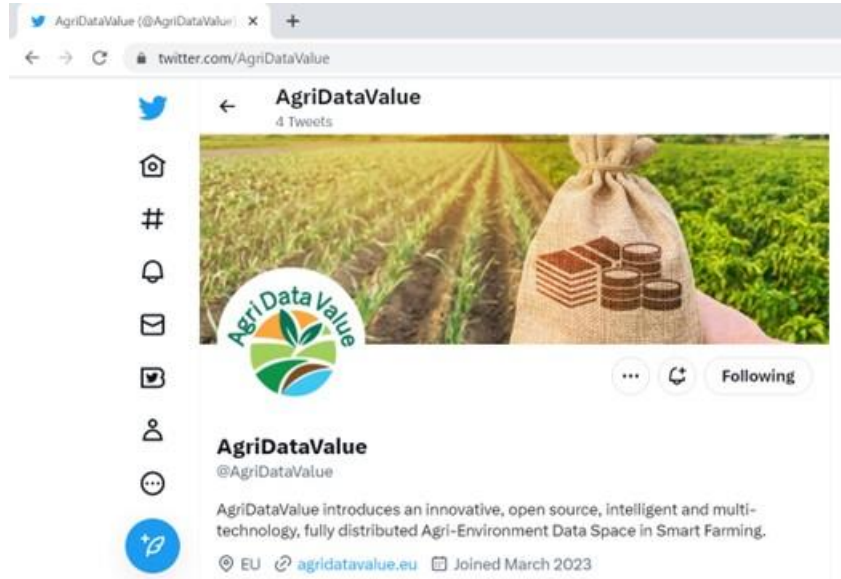 AgriDataValue (@AgriDataValue)
twitter.com/AgriDataValue
AgriDataValue
4 Tweets
Agri Data Value
Following
AgriDataValue
@AgriDataValue
AgriDataValue introduces an innovative, open source, intelligent and multi-
technology, fully distributed Agri-Environment Data Space in Smart Farming.
EU agridatavalue.eu Joined March 2023